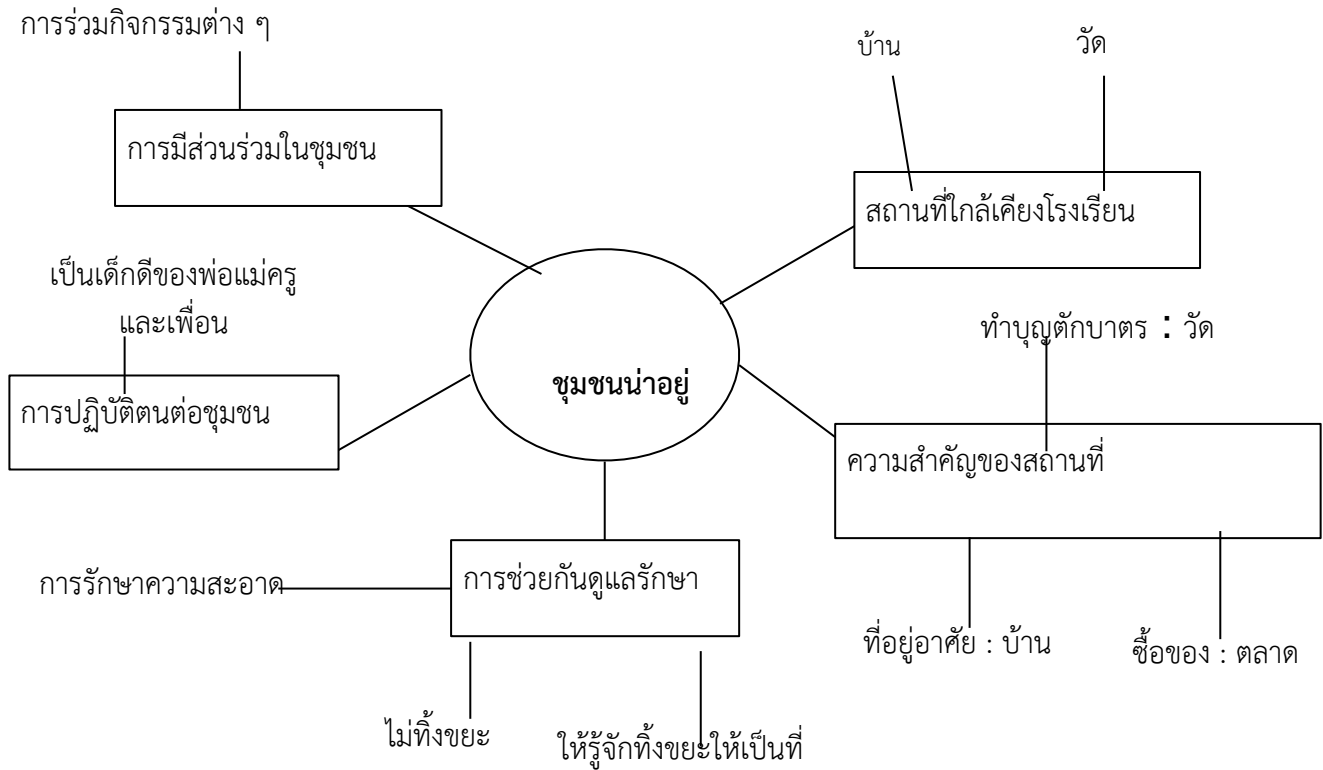 การร่วมกิจกรรมต่าง ๆ
บ้าน
วัด
การมีส่วนร่วมในชุมชน
สถานที่ใกล้เคียงโรงเรียน
เป็นเด็กดีของพ่อแม่ครู
และเพื่อน
ทำบุญตักบาตร : วัด
ชุมชนน่าอยู่
การปฏิบัติตนต่อชุมชน
ความสำคัญของสถานที่
การรักษาความสะอาด
การช่วยกันดูแลรักษา
ที่อยู่อาศัย : บ้าน
ซื้อของ : ตลาด
ไม่ทิ้งขยะ
ให้รู้จักทิ้งขยะให้เป็นที่